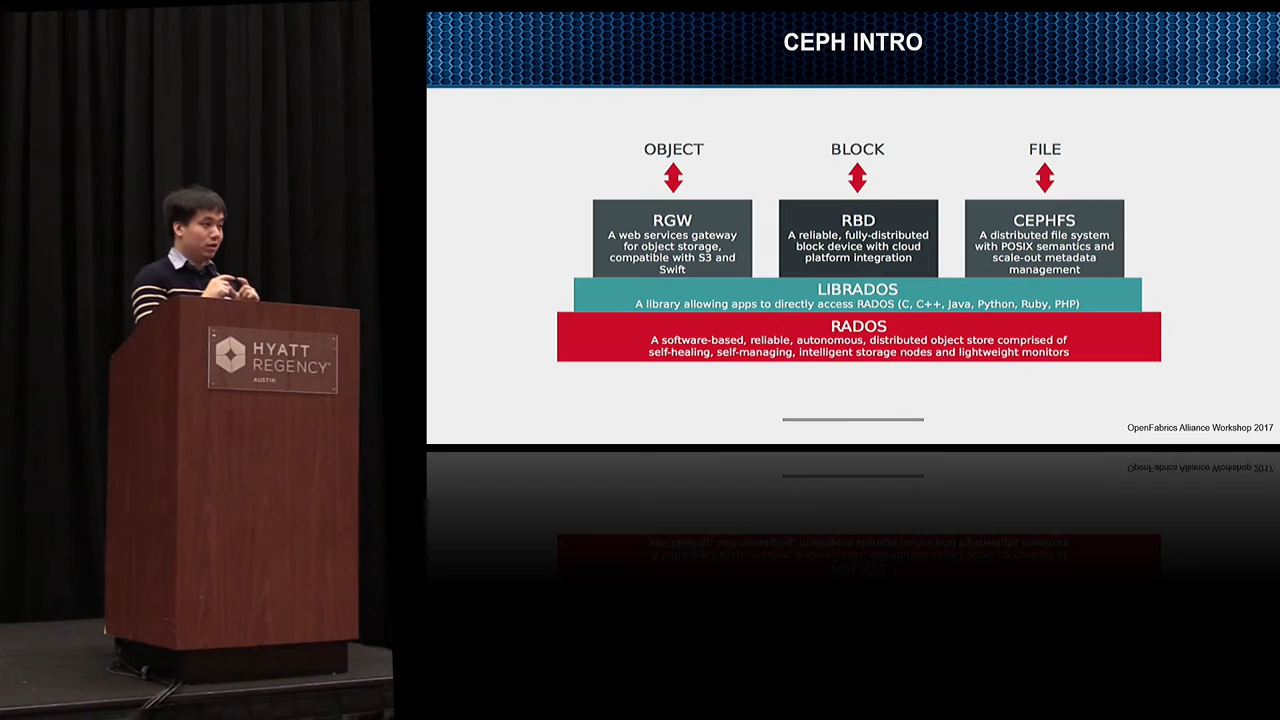 CEPH INTRO
OBJECT
BLOCK
FILE
RGW
A web services gateway
for object storage,
compatible with S3 and
Swift
RBD
A reliable, fully-distributed
block device with cloud
platform integration
CEPHFS
A distributed file system
with POSIX semantics and
scale-out metadata
management
LIBRADOS
A library allowing apps to directly access RADOS (C, C++, Java, Python, Ruby, PHP)
RADOS
A software-based, reliable, autonomous, distributed object store comprised of
self-healing, self-managing, intelligent storage nodes and lightweight monitors
OpenFabrics Alliance Workshop 2017
HYATT
REGENCY
AUSTIN